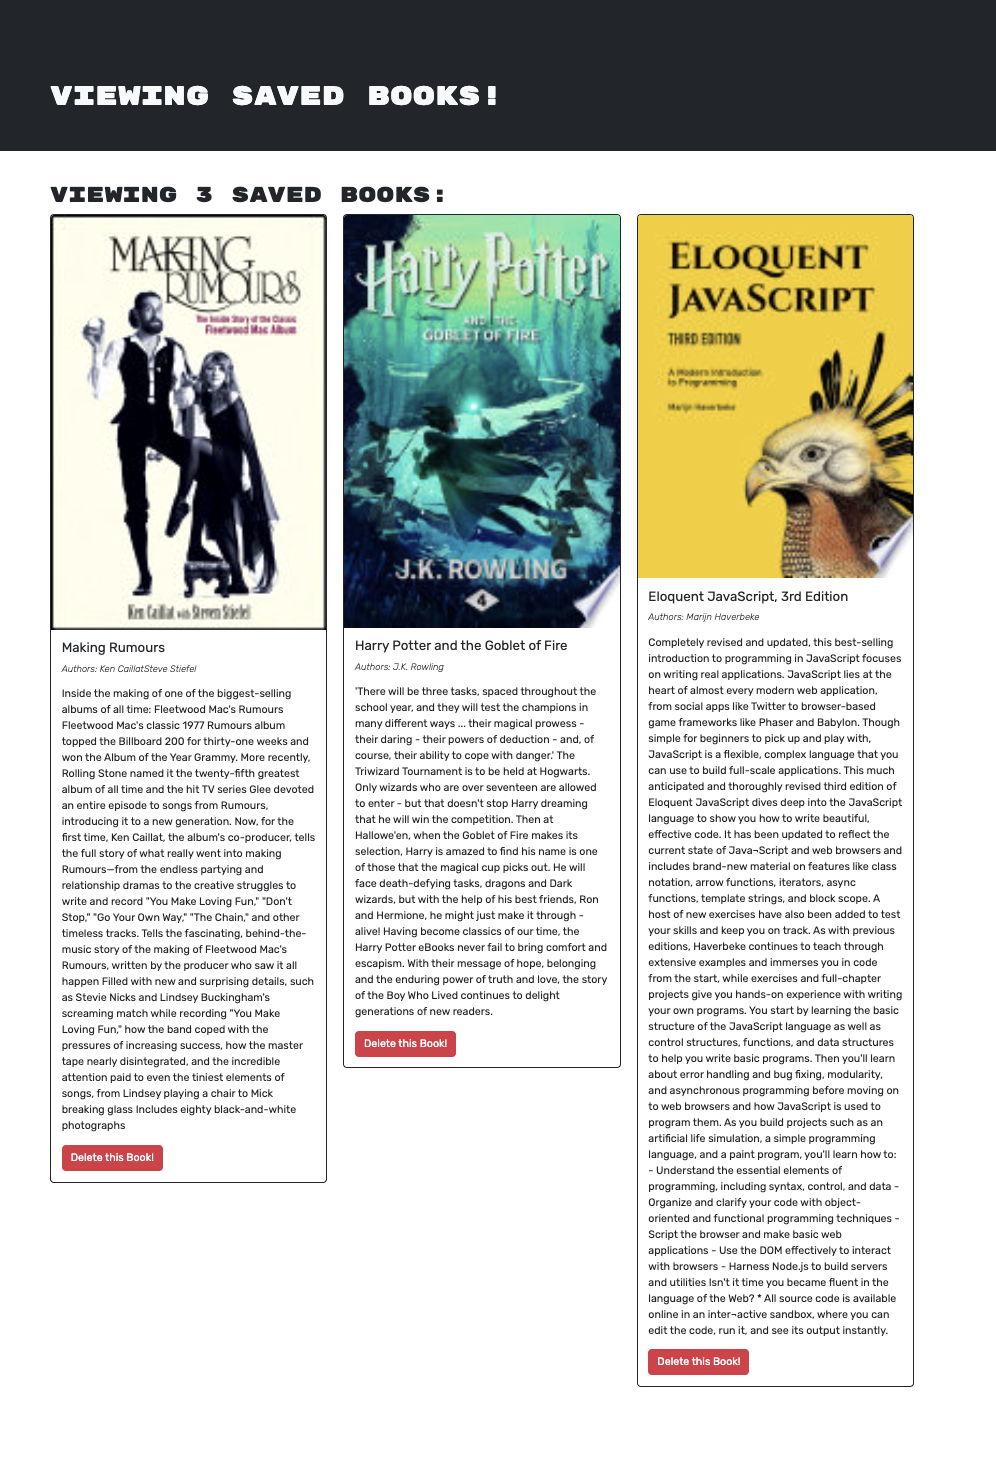 VIEWING SAVED BOOKS!
VIEWING 3 SAVED BOOKS:
MAKING
RUMOURS
The Inside Story of the Classic
Fleetwood Mac Album
Ken Caillat with Steven Stiefel
Making Rumours
Authors: Ken CaillatSteve Stiefel
Inside the making of one of the biggest-selling
albums of all time: Fleetwood Mac's Rumours
Fleetwood Mac's classic 1977 Rumours album
topped the Billboard 200 for thirty-one weeks and
won the Album of the Year Grammy. More recently,
Rolling Stone named it the twenty-fifth greatest
album of all time and the hit TV series Glee devoted
an entire episode to songs from Rumours,
introducing it to a new generation. Now, for the
first time, Ken Caillat, the album's co-producer, tells
the full story of what really went into making
Rumours—from the endless partying and
relationship dramas to the creative struggles to
write and record "You Make Loving Fun," "Don't
Stop," "Go Your Own Way," "The Chain," and other
timeless tracks. Tells the fascinating, behind-the-
music story of the making of Fleetwood Mac's
Rumours, written by the producer who saw it all
happen Filled with new and surprising details, such
as Stevie Nicks and Lindsey Buckingham's
screaming match while recording "You Make
Loving Fun," how the band coped with the
pressures of increasing success, how the master
tape nearly disintegrated, and the incredible
attention paid to even the tiniest elements of
songs, from Lindsey playing a chair to Mick
breaking glass Includes eighty black-and-white
photographs
Delete this Book!
Harry Potter
AND THE
GOBLET OF FIRE
J.K. ROWLING
4
Harry Potter and the Goblet of Fire
Authors: J.K. Rowling
'There will be three tasks, spaced throughout the
school year, and they will test the champions in
many different ways ... their magical prowess -
their daring - their powers of deduction - and, of
course, their ability to cope with danger.' The
Triwizard Tournament is to be held at Hogwarts.
Only wizards who are over seventeen are allowed
to enter - but that doesn't stop Harry dreaming
that he will win the competition. Then at
Hallowe'en, when the Goblet of Fire makes its
selection, Harry is amazed to find his name is one
of those that the magical cup picks out. He will
face death-defying tasks, dragons and Dark
wizards, but with the help of his best friends, Ron
and Hermione, he might just make it through -
alive! Having become classics of our time, the
Harry Potter eBooks never fail to bring comfort and
escapism. With their message of hope, belonging
and the enduring power of truth and love, the story
of the Boy Who Lived continues to delight
generations of new readers.
Delete this Book!
ELOQUENT
JAVASCRIPT
THIRD EDITION
A Modern Introduction
to Programming
Marijn Haverbeke
Eloquent JavaScript, 3rd Edition
Authors: Marijn Haverbeke
Completely revised and updated, this best-selling
introduction to programming in JavaScript focuses
on writing real applications. JavaScript lies at the
heart of almost every modern web application,
from social apps like Twitter to browser-based
game frameworks like Phaser and Babylon. Though
simple for beginners to pick up and play with,
JavaScript is a flexible, complex language that you
can use to build full-scale applications. This much
anticipated and thoroughly revised third edition of
Eloquent JavaScript dives deep into the JavaScript
language to show you how to write beautiful,
effective code. It has been updated to reflect the
current state of Java¬Script and web browsers and
includes brand-new material on features like class
notation, arrow functions, iterators, async
functions, template strings, and block scope. A
host of new exercises have also been added to test
your skills and keep you on track. As with previous
editions, Haverbeke continues to teach through
extensive examples and immerses you in code
from the start, while exercises and full-chapter
projects give you hands-on experience with writing
your own programs. You start by learning the basic
structure of the JavaScript language as well as
control structures, functions, and data structures
to help you write basic programs. Then you'll learn
about error handling and bug fixing, modularity,
and asynchronous programming before moving on
to web browsers and how JavaScript is used to
program them. As you build projects such as an
artificial life simulation, a simple programming
language, and a paint program, you'll learn how to:
- Understand the essential elements of
programming, including syntax, control, and data -
Organize and clarify your code with object-
oriented and functional programming techniques -
Script the browser and make basic web
applications - Use the DOM effectively to interact
with browsers - Harness Node.js to build servers
and utilities Isn't it time you became fluent in the
language of the Web? * All source code is available
online in an inter¬active sandbox, where you can
edit the code, run it, and see its output instantly.
Delete this Book!